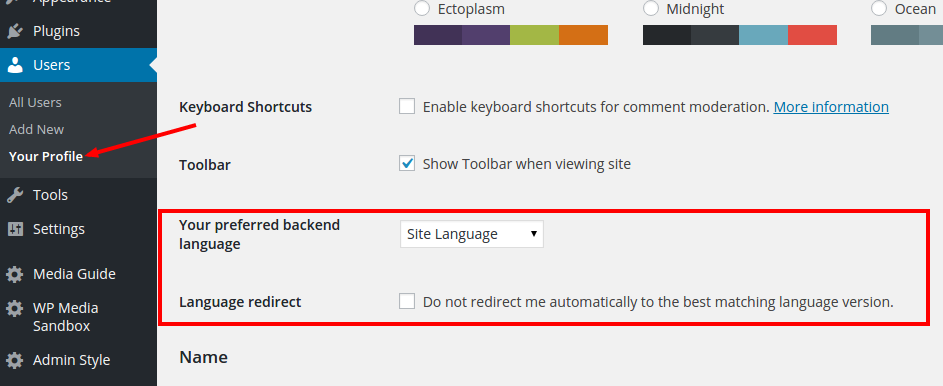 Appearance
Plugins
Users
All Users
Add New
Your Profile
Tools
Settings
Media Guide
WP Media
Sandbox
Admin Style
Ectoplasm
Midnight
Ocean
Keyboard Shortcuts
Enable keyboard shortcuts for comment moderation. More information
Toolbar
Show Toolbar when viewing site
Your preferred backend
language
Site Language
Language redirect
Do not redirect me automatically to the best matching language version.
Name